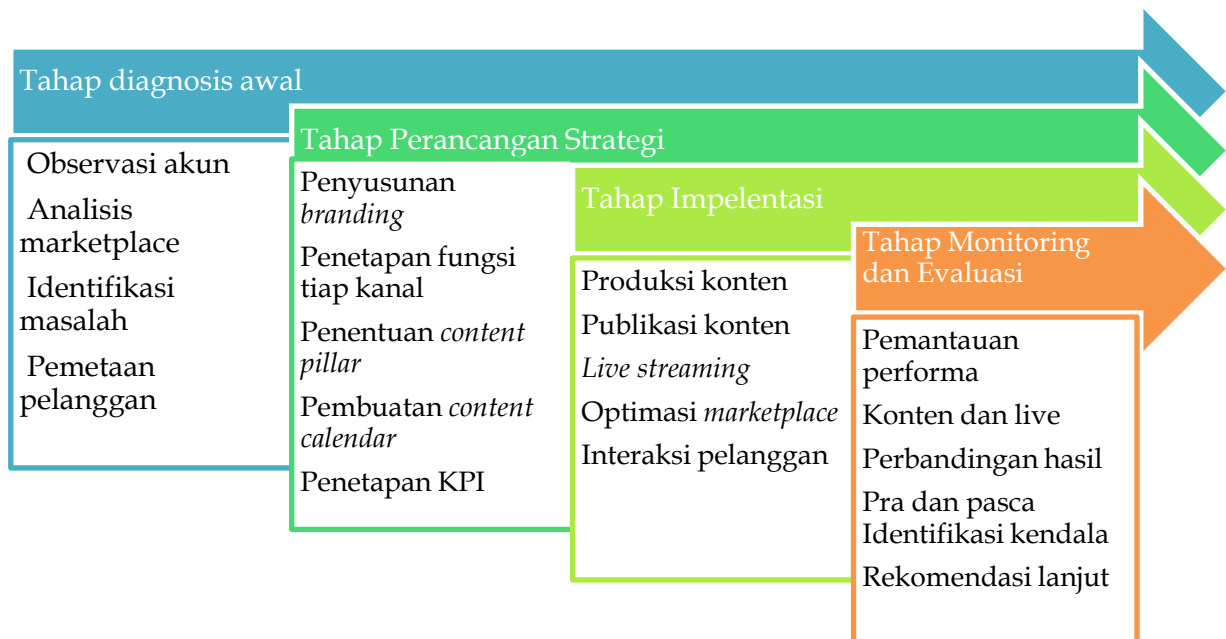 Tahap diagnosis awal
Observasi akun
Analisis
marketplace
Identifikasi
masalah
Pemetaan
pelanggan
Tahap Perancangan Strategi
Penyusunan
branding
Penetapan fungsi
tiap kanal
Penentuan content
pillar
Pembuatan content
calendar
Penetapan KPI
Tahap Impelentasi
Produksi konten
Publikasi konten
Live streaming
Optimasi marketplace
Interaksi pelanggan
Tahap Monitoring
dan Evaluasi
Pemantauan
performa
Konten dan live
Perbandingan hasil
Pra dan pasca
Identifikasi kendala
Rekomendasi lanjut